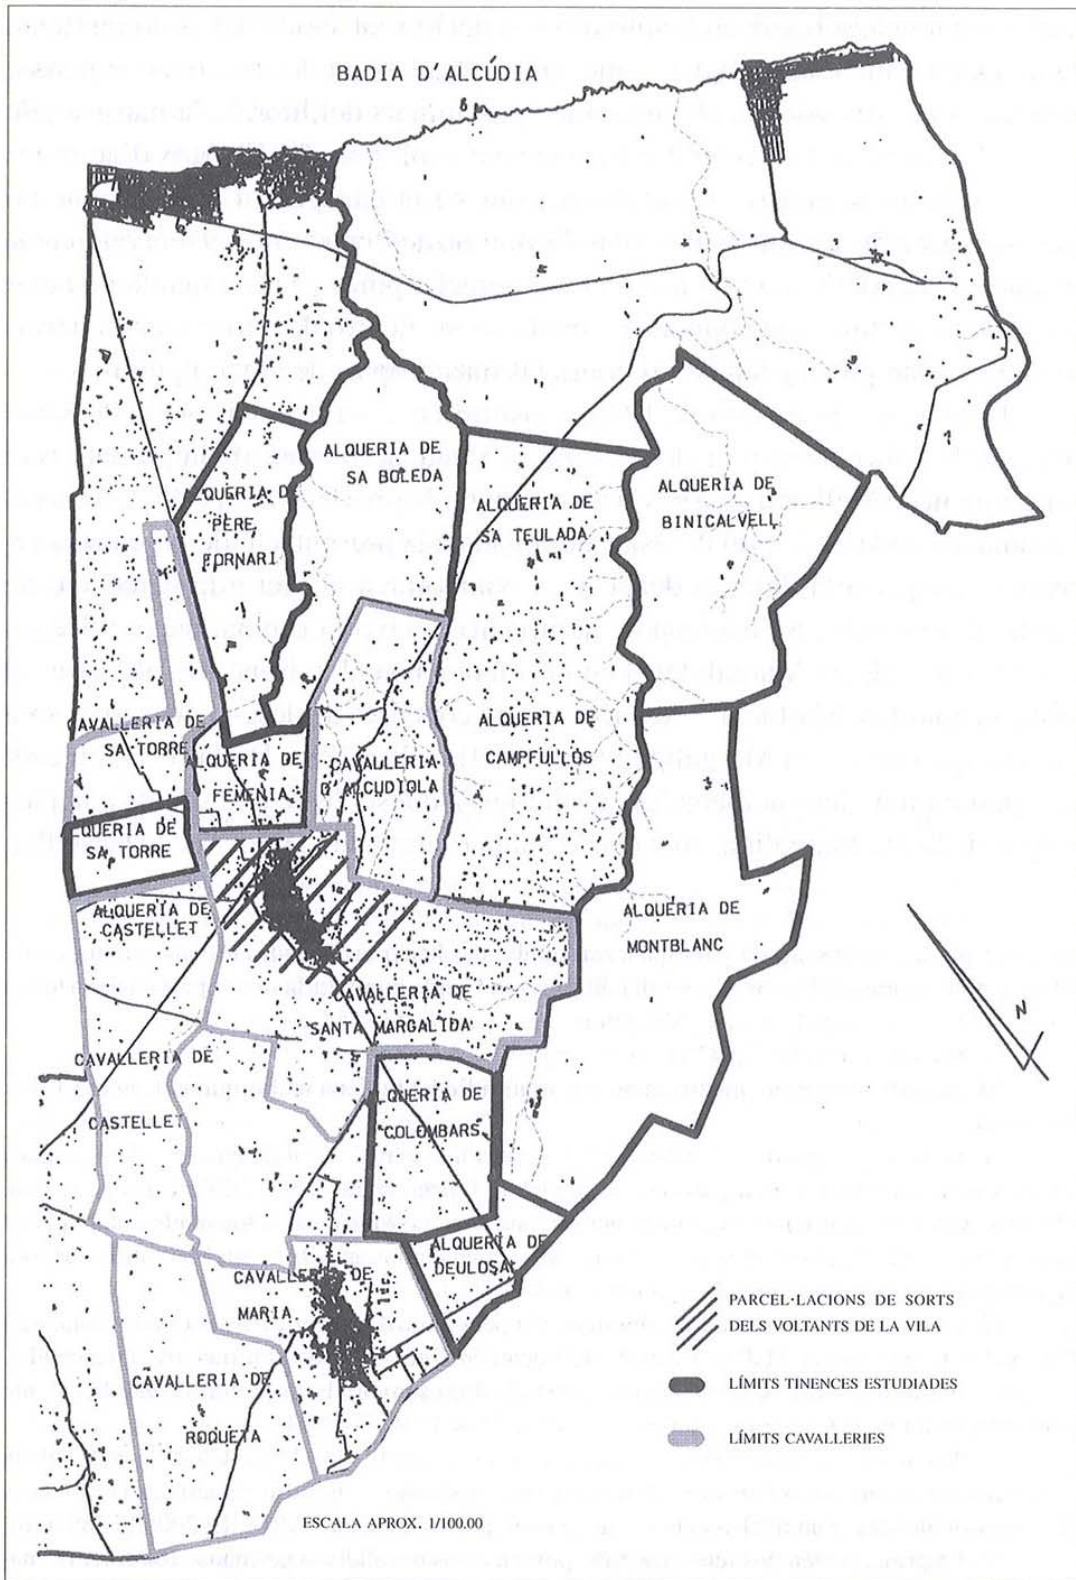 BADIA D'ALCÚDIA
ALQUERIA DE
SA BOLEDA
ALQUERIA D
PERE
FORNARI
ALQUERIA DE
SA TEULADA
ALQUERIA DE
BINICALVELL
CAVALLERIA DE
SA TORRE
ALQUERIA DE
FEMENIA
CAVALLERIA
D'ALCUDIOLA
ALQUERIA DE
CAMPFULLÓS
LQUERIA DE
SA TORRE
ALQUERIA DE
CASTELLET
ALQUERIA DE
MONTBLANC
CAVALLERIA DE
SANTA MARGALIDA
N
CAVALLERIA DE
CASTELLET
LQUERIA DE
COLOMBARS
ALQUERIA DE
DEULOSA
CAVALLERIA DE
MARIA
CAVALLERIA DE
ROQUETA
PARCEL·LACIONS DE SORTS
DELS VOLTANTS DE LA VILA
LÍMITS TINENCES ESTUDIADES
LÍMITS CAVALLERIES
ESCALA APROX. 1/100.00